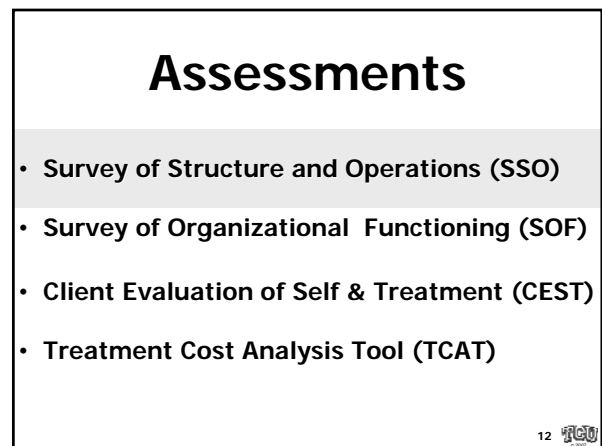 Assessments
• Survey of Structure and Operations (SSO)
• Survey of Organizational Functioning (SOF)
• Client Evaluation of Self & Treatment (CEST)
• Treatment Cost Analysis Tool (TCAT)
12 TCU
© 2007